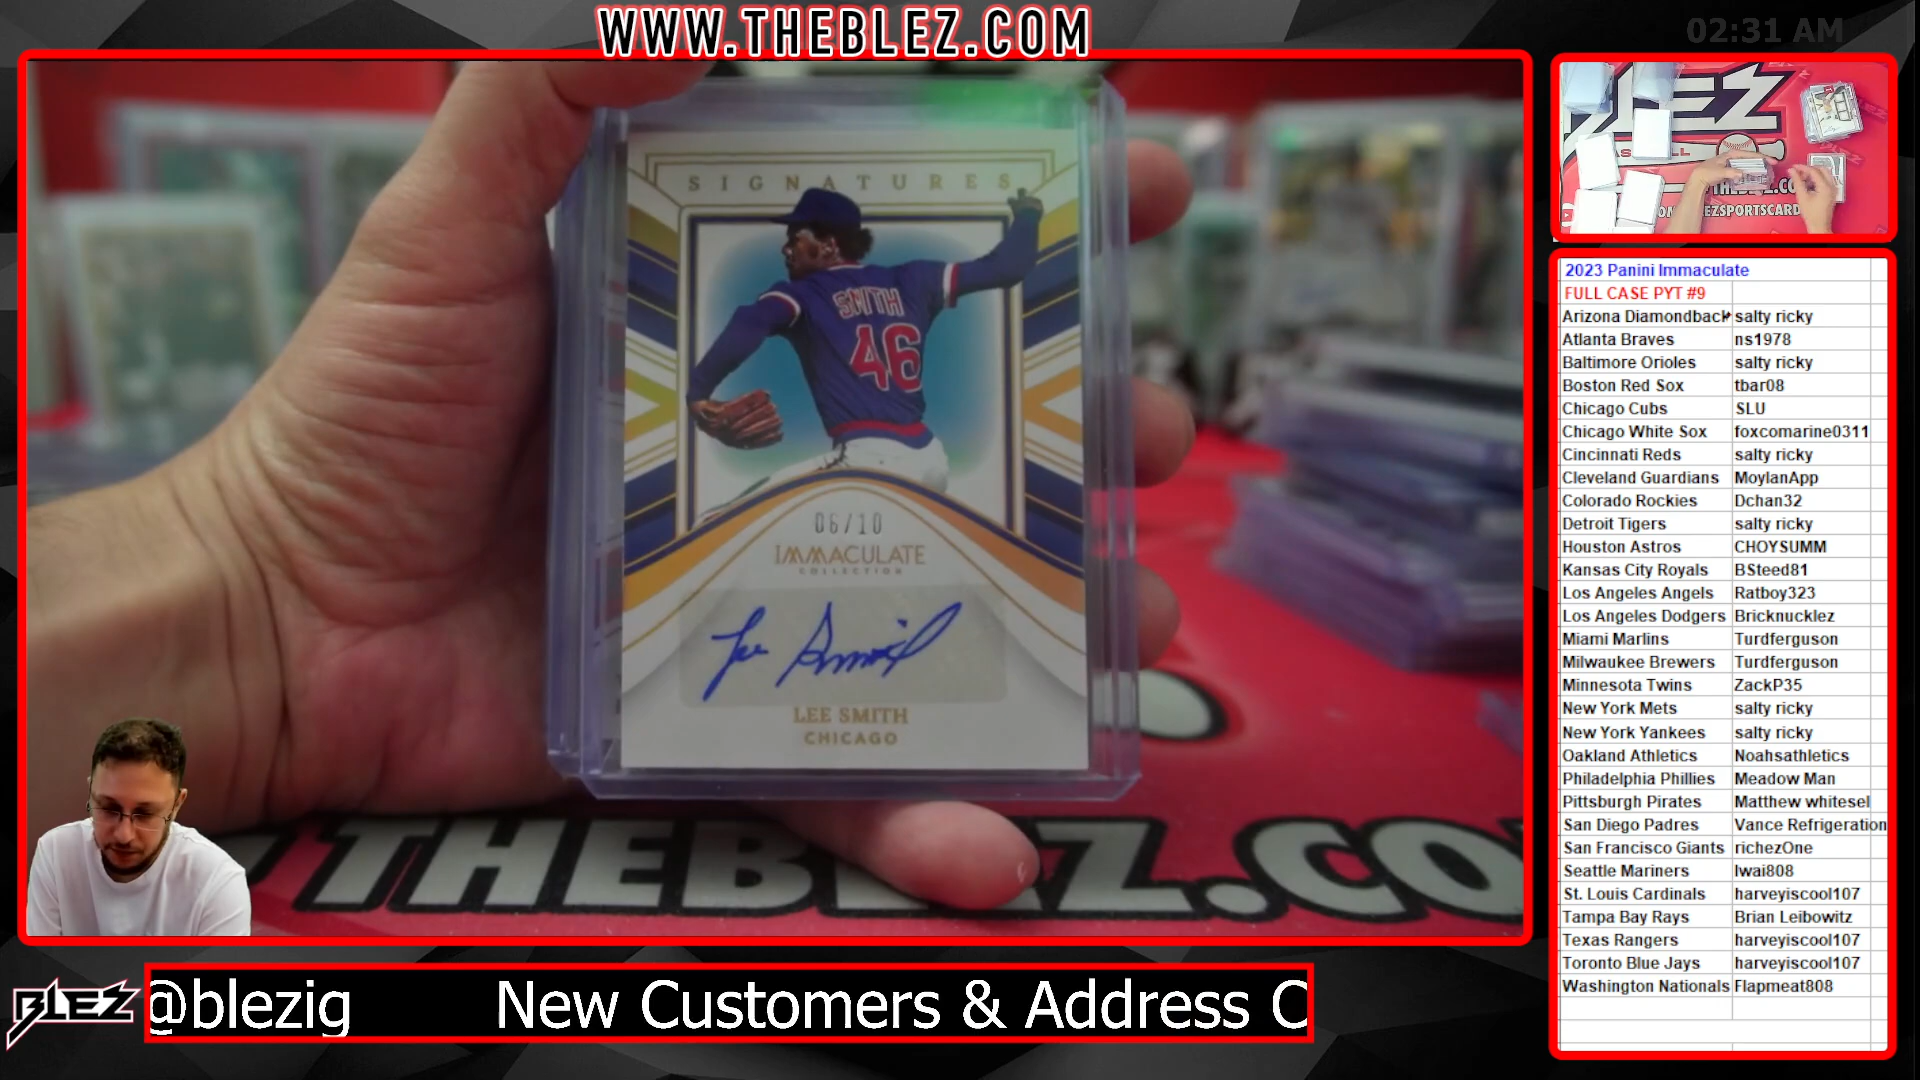 WWW.THEBLEZ.COM
02:31 AM
SIGNATURES
SMITH
46
06/10
IMMACULATE
COLLECTION
Lee Smith
LEE SMITH
CHICAGO
THEBLEZ.CO
BLEZ
2023 Panini Immaculate
FULL CASE PYT #9
Arizona Diamondback salty ricky
Atlanta Braves ns1978
Baltimore Orioles salty ricky
Boston Red Sox tbar08
Chicago Cubs SLU
Chicago White Sox foxcomarine0311
Cincinnati Reds salty ricky
Cleveland Guardians MoylanApp
Colorado Rockies Dchan32
Detroit Tigers salty ricky
Houston Astros CHOYSUMM
Kansas City Royals BSteed81
Los Angeles Angels Ratboy323
Los Angeles Dodgers Bricknucklez
Miami Marlins Turdferguson
Milwaukee Brewers Turdferguson
Minnesota Twins ZackP35
New York Mets salty ricky
New York Yankees salty ricky
Oakland Athletics Noahsathletics
Philadelphia Phillies Meadow Man
Pittsburgh Pirates Matthew whitesel
San Diego Padres Vance Refrigeration
San Francisco Giants richezOne
Seattle Mariners lwai808
St. Louis Cardinals harveyiscool107
Tampa Bay Rays Brian Leibowitz
Texas Rangers harveyiscool107
Toronto Blue Jays harveyiscool107
Washington Nationals Flapmeat808
BLEZ
@blezig New Customers & Address C